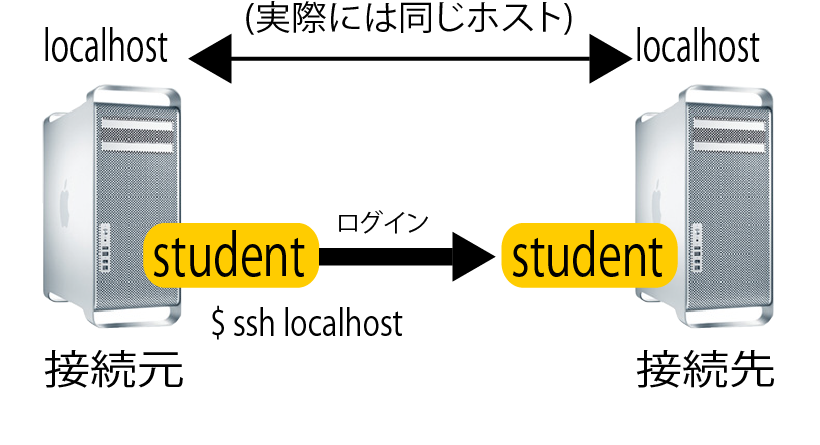 (実際には同じホスト)
localhost
localhost
ログイン
student
student
$ ssh localhost
接続元
接続先